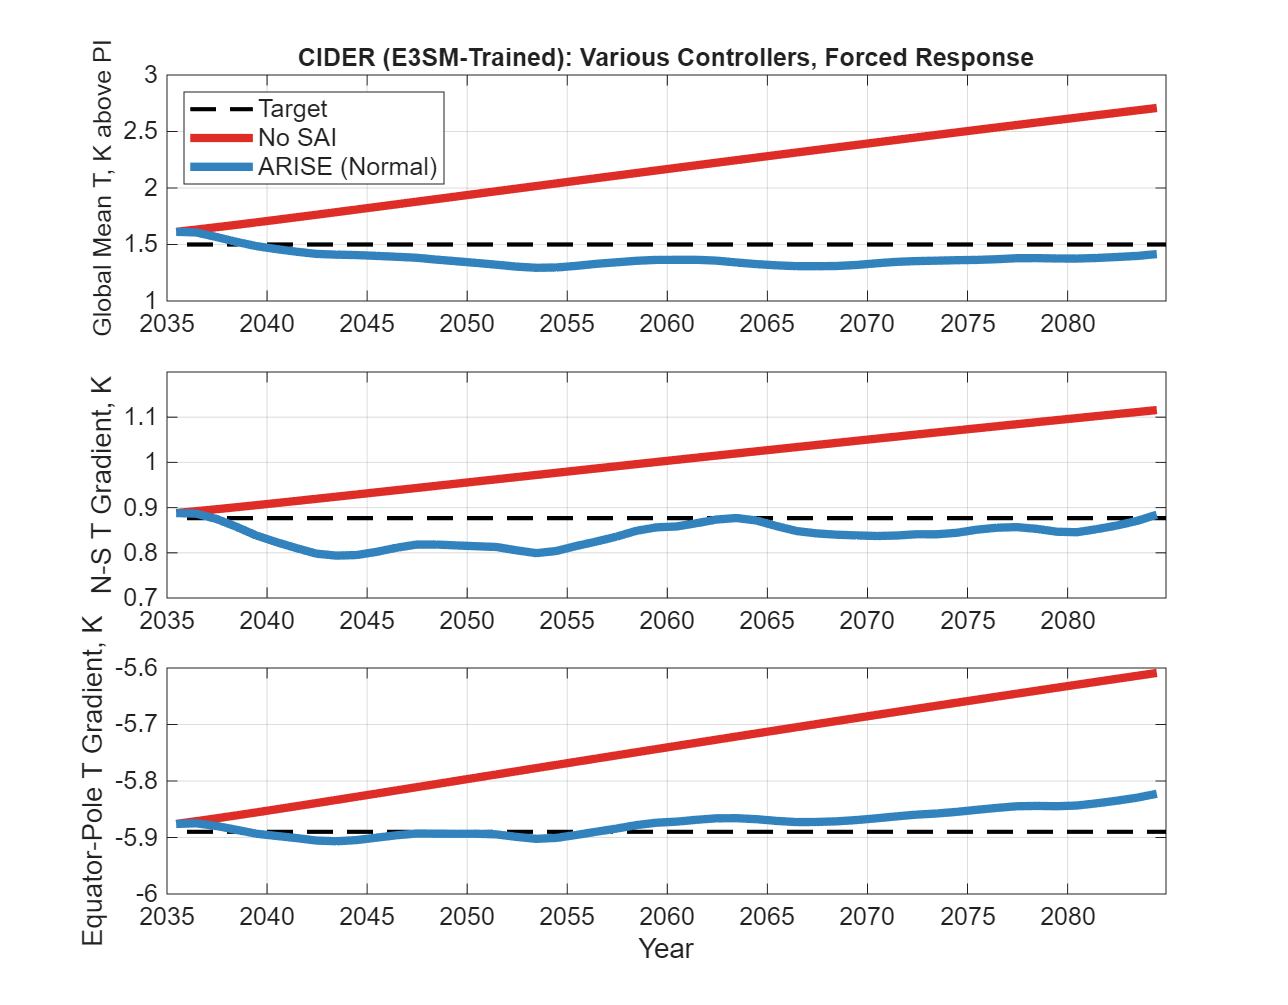 CIDER (E3SM-Trained): Various Controllers, Forced Response
Global Mean T, K above PI
3
2.5
2
1.5
1
Target
No SAI
ARISE (Normal)
2035 2040 2045 2050 2055 2060 2065 2070 2075 2080
N-S T Gradient, K
1.1
1
0.9
0.8
0.7
2035 2040 2045 2050 2055 2060 2065 2070 2075 2080
Equator-Pole T Gradient, K
-5.6
-5.7
-5.8
-5.9
-6
2035 2040 2045 2050 2055 2060 2065 2070 2075 2080
Year